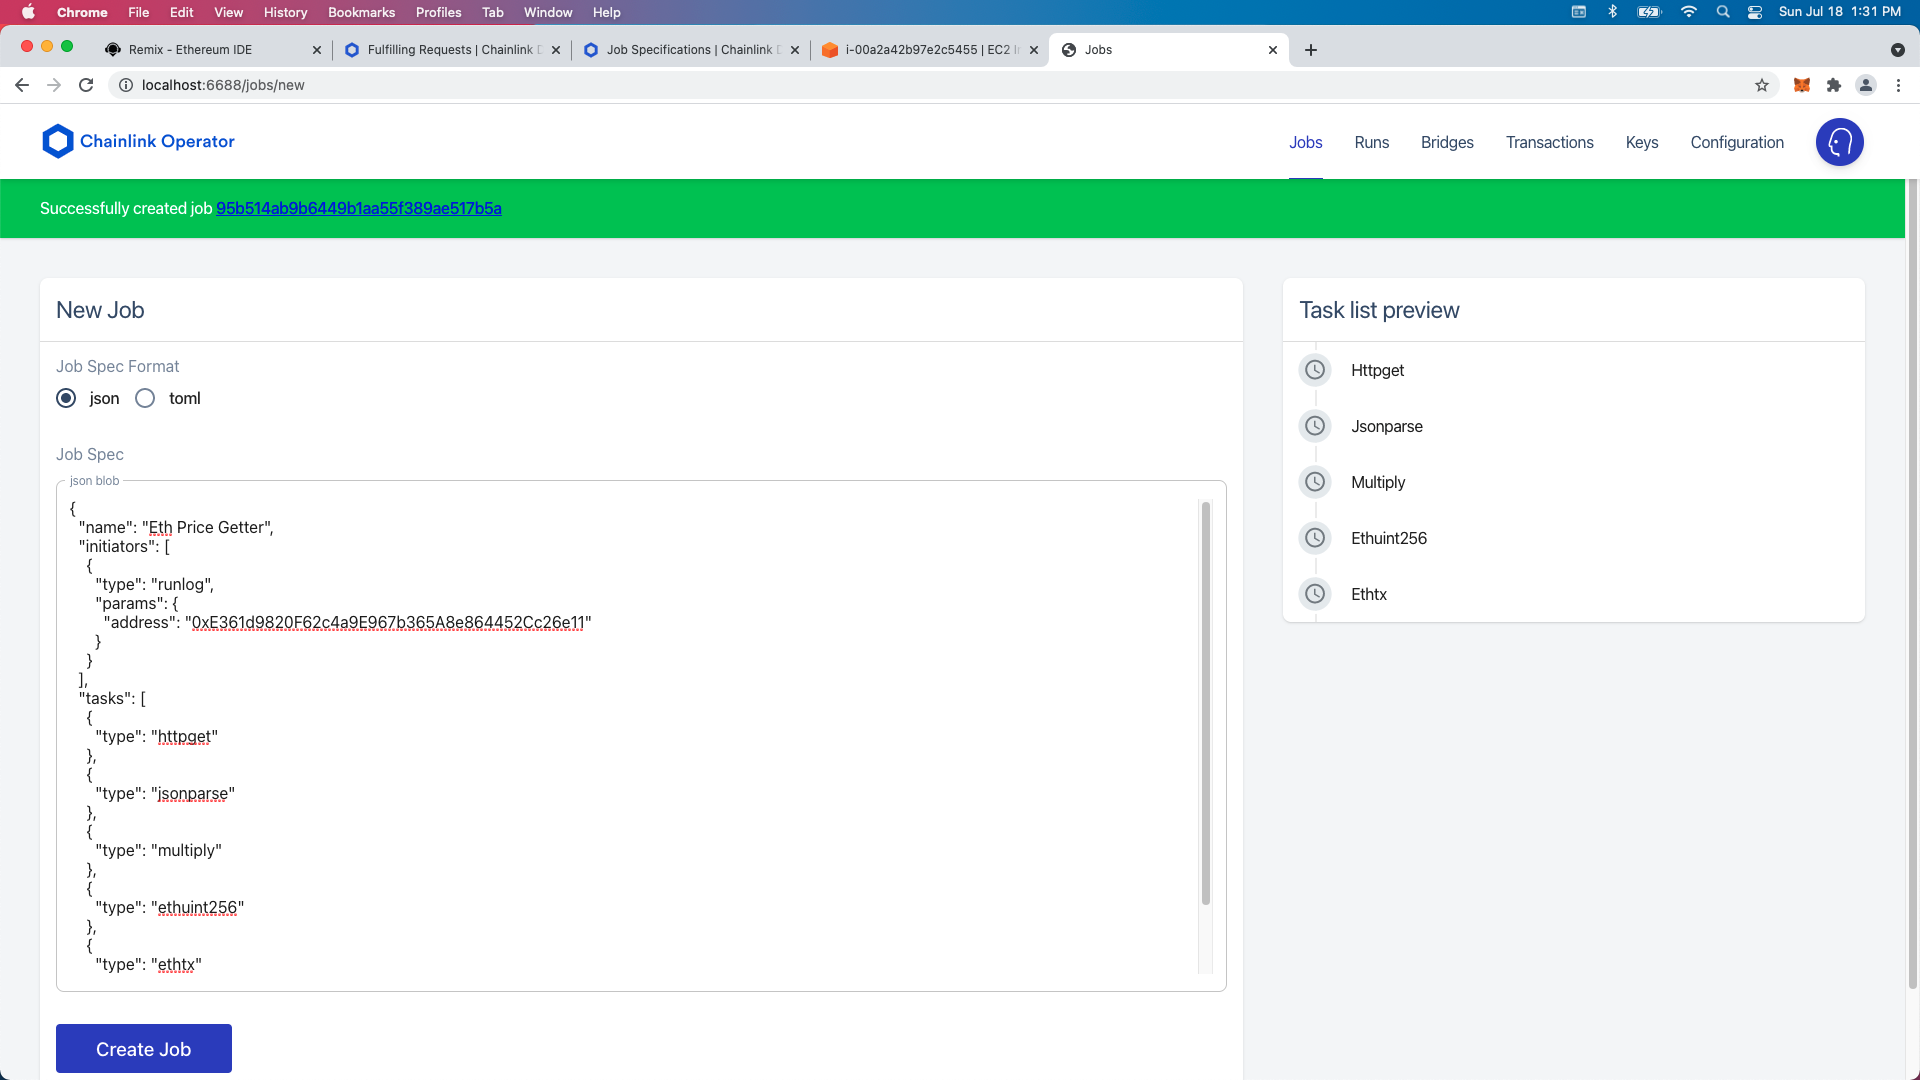 Chrome File Edit View History Bookmarks Profiles Tab Window Help Sun Jul 18 1:31 PM
Remix - Ethereum IDE Fulfilling Requests | Chainlink Job Specifications | Chainlink i-00a2a42b97e2c5455 | EC2 Jobs
localhost:6688/jobs/new
Chainlink Operator Jobs Runs Bridges Transactions Keys Configuration
Successfully created job 95b514ab9b6449b1aa55f389ae517b5a
New Job
Job Spec Format
json toml
Job Spec
json blob
{
"name": "Eth Price Getter",
"initiators": [
{
"type": "runlog",
"params": {
"address": "0xE361d9820F62c4a9E967b365A8e864452Cc26e11"
}
}
],
"tasks": [
{
"type": "httpget"
},
{
"type": "jsonparse"
},
{
"type": "multiply"
},
{
"type": "ethuint256"
},
{
"type": "ethtx"
Create Job
Task list preview
Httpget
Jsonparse
Multiply
Ethuint256
Ethtx